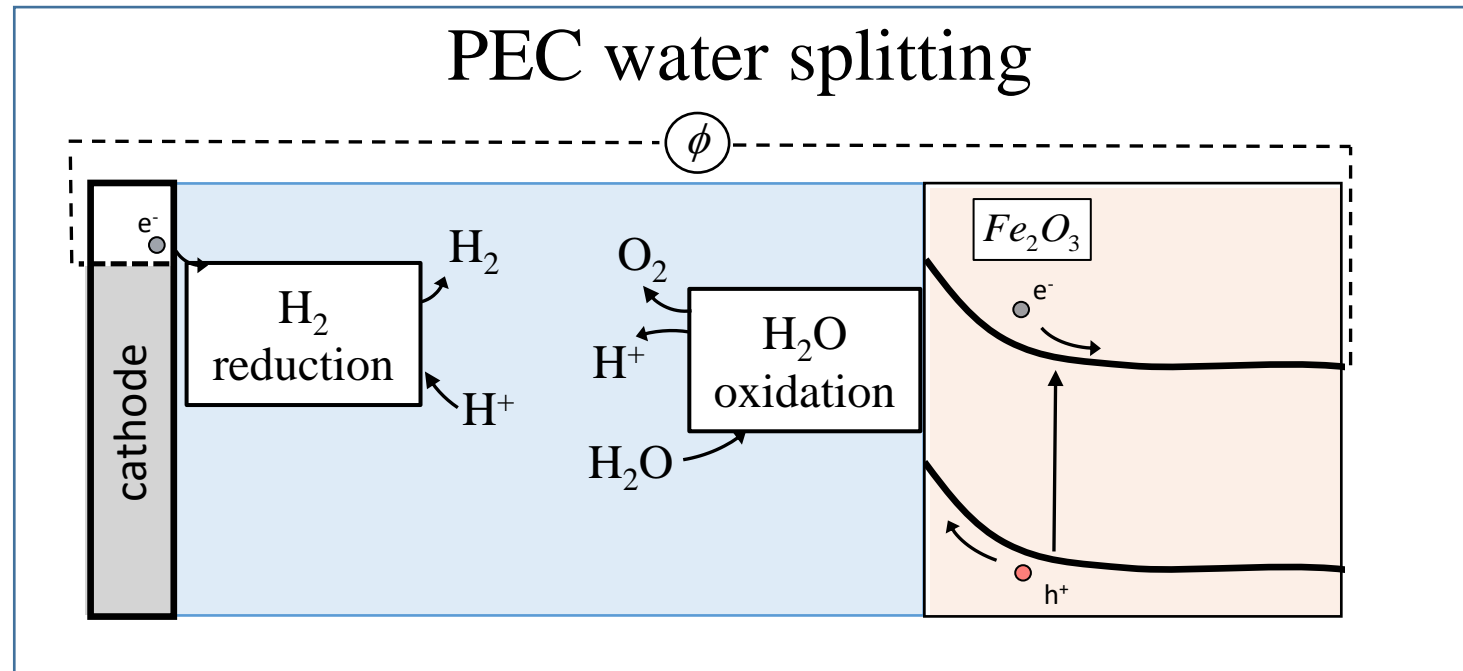 PEC water splitting
ϕ
e⁻
cathode
H₂
reduction
H₂
H⁺
O₂
H⁺
H₂O
H₂O
oxidation
Fe₂O₃
e⁻
h⁺